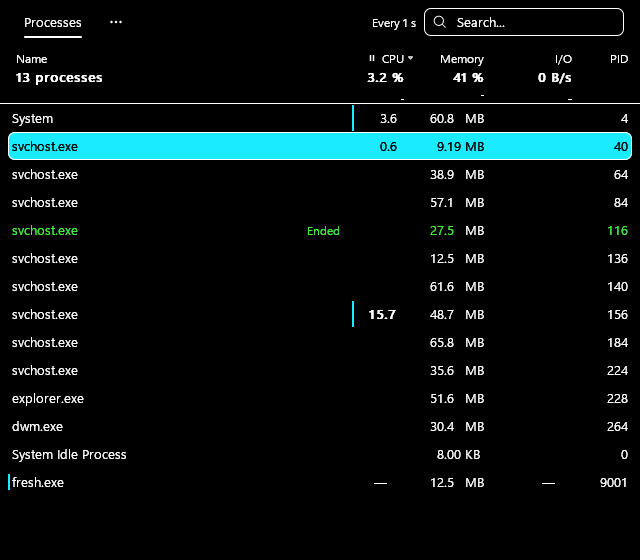 Processes ··· Every 1 s Search...
Name CPU Memory I/O PID
13 processes 3.2 % 41 % 0 B/s
- - -
System 3.6 60.8 MB 4
svchost.exe 0.6 9.19 MB 40
svchost.exe 38.9 MB 64
svchost.exe 57.1 MB 84
svchost.exe Ended 27.5 MB 116
svchost.exe 12.5 MB 136
svchost.exe 61.6 MB 140
svchost.exe 15.7 48.7 MB 156
svchost.exe 65.8 MB 184
svchost.exe 35.6 MB 224
explorer.exe 51.6 MB 228
dwm.exe 30.4 MB 264
System Idle Process 8.00 KB 0
fresh.exe — 12.5 MB — 9001